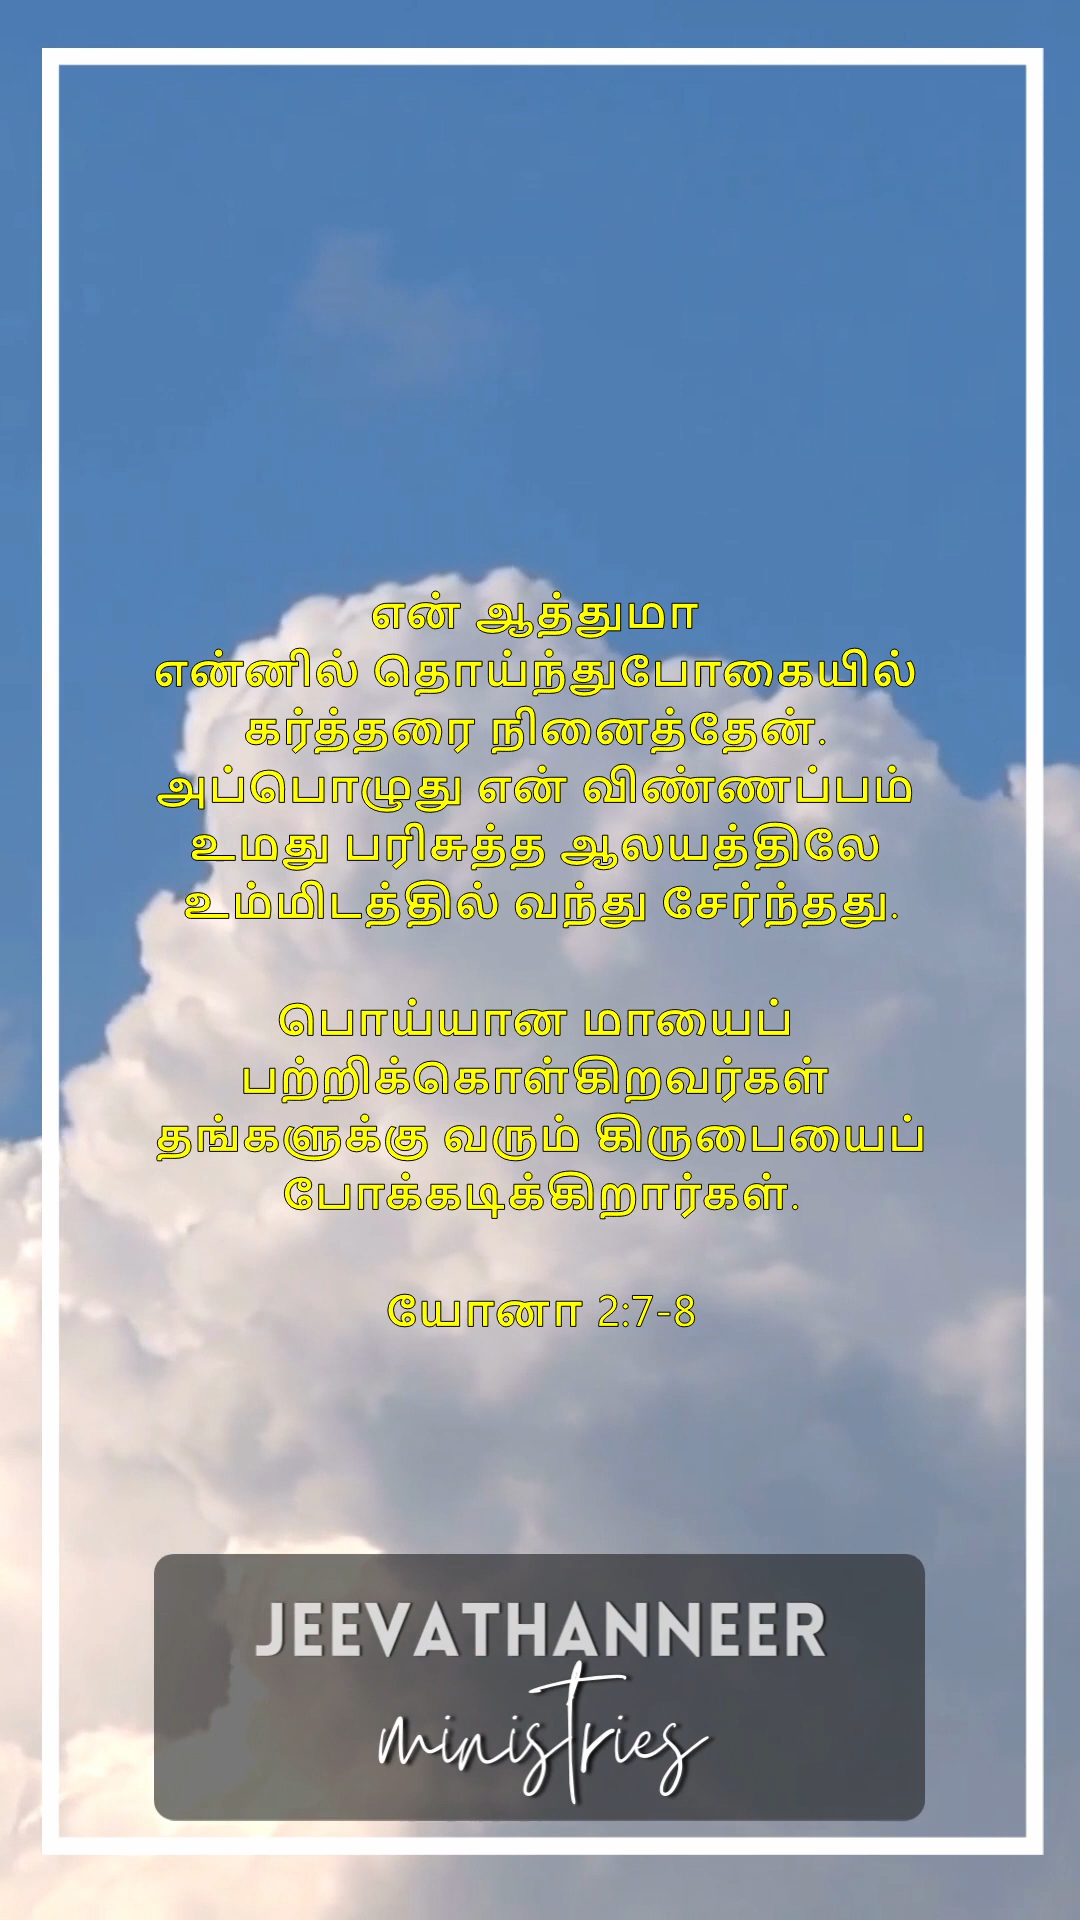 என் ஆத்துமா
என்னில் தொய்ந்துபோகையில்
கர்த்தரை நினைத்தேன்.
அப்பொழுது என் விண்ணப்பம்
உமது பரிசுத்த ஆலயத்திலே
உம்மிடத்தில் வந்து சேர்ந்தது.
பொய்யான மாயைப்
பற்றிக்கொள்கிறவர்கள்
தங்களுக்கு வரும் கிருபையைப்
போக்கடிக்கிறார்கள்.
யோனா 2:7-8
JEEVATHANNEER
ministries